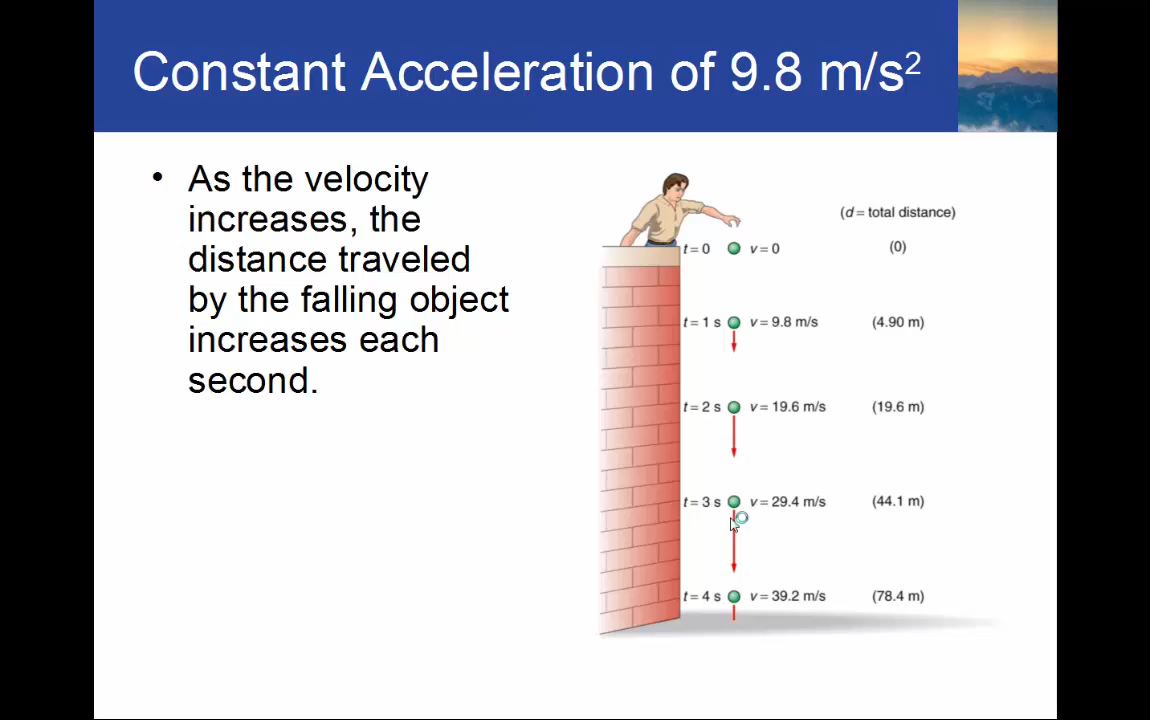 Constant Acceleration of 9.8 m/s²
• As the velocity
increases, the
distance traveled
by the falling object
increases each
second.
(d = total distance)
t = 0 v = 0 (0)
t = 1 s v = 9.8 m/s (4.90 m)
t = 2 s v = 19.6 m/s (19.6 m)
t = 3 s v = 29.4 m/s (44.1 m)
t = 4 s v = 39.2 m/s (78.4 m)